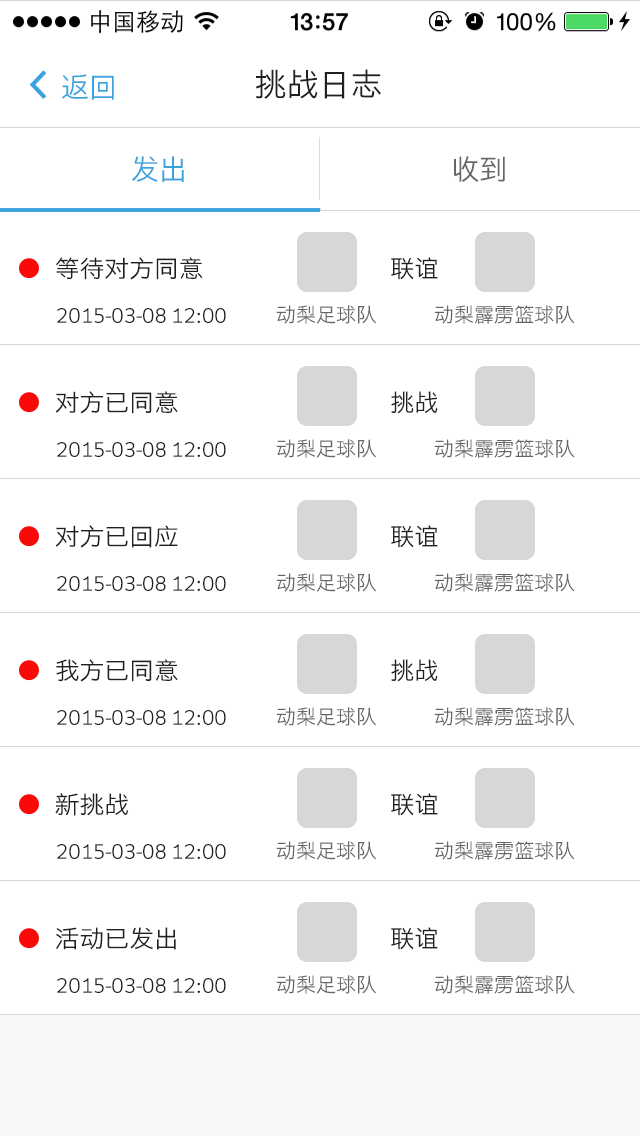 中国移动 13:57 100%
返回 挑战日志
发出 收到
等待对方同意 联谊
2015-03-08 12:00 动梨足球队 动梨霹雳篮球队
对方已同意 挑战
2015-03-08 12:00 动梨足球队 动梨霹雳篮球队
对方已回应 联谊
2015-03-08 12:00 动梨足球队 动梨霹雳篮球队
我方已同意 挑战
2015-03-08 12:00 动梨足球队 动梨霹雳篮球队
新挑战 联谊
2015-03-08 12:00 动梨足球队 动梨霹雳篮球队
活动已发出 联谊
2015-03-08 12:00 动梨足球队 动梨霹雳篮球队